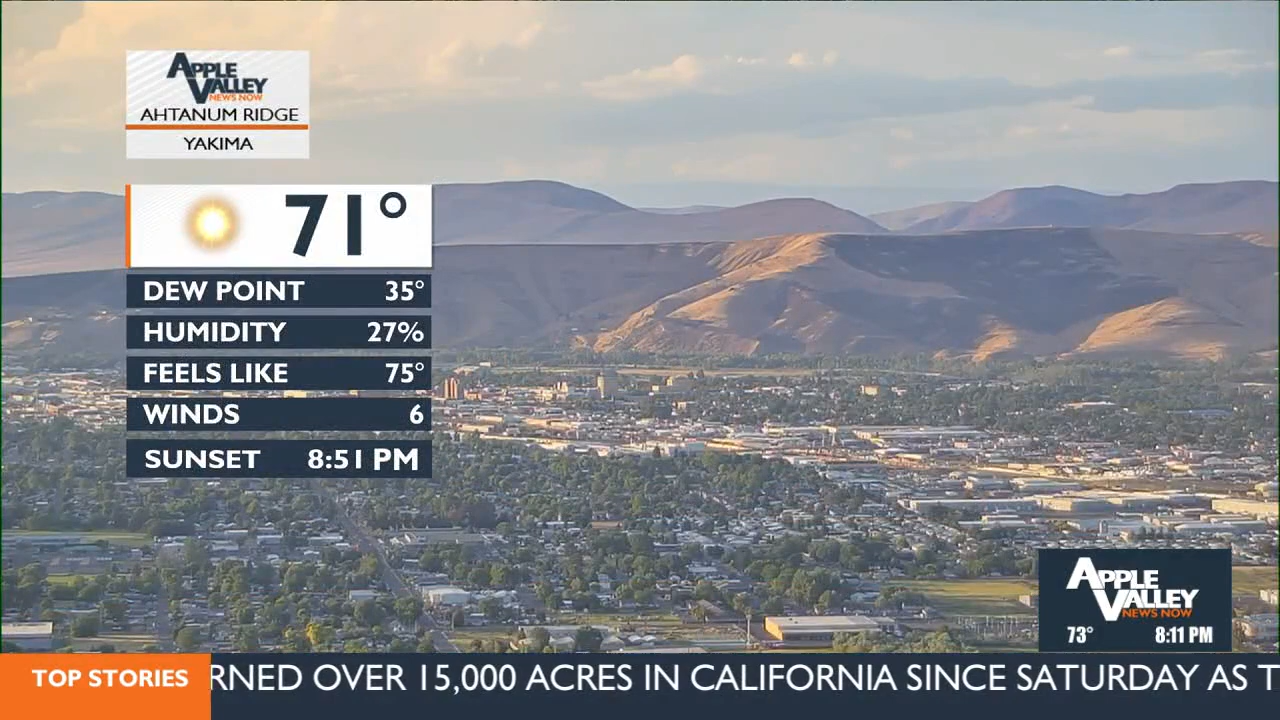 APPLE
VALLEY
NEWS NOW
AHTANUM RIDGE
YAKIMA
71°
DEW POINT 35°
HUMIDITY 27%
FEELS LIKE 75°
WINDS 6
SUNSET 8:51 PM
APPLE
VALLEY
NEWS NOW
73° 8:11 PM
TOP STORIES RNED OVER 15,000 ACRES IN CALIFORNIA SINCE SATURDAY AS T